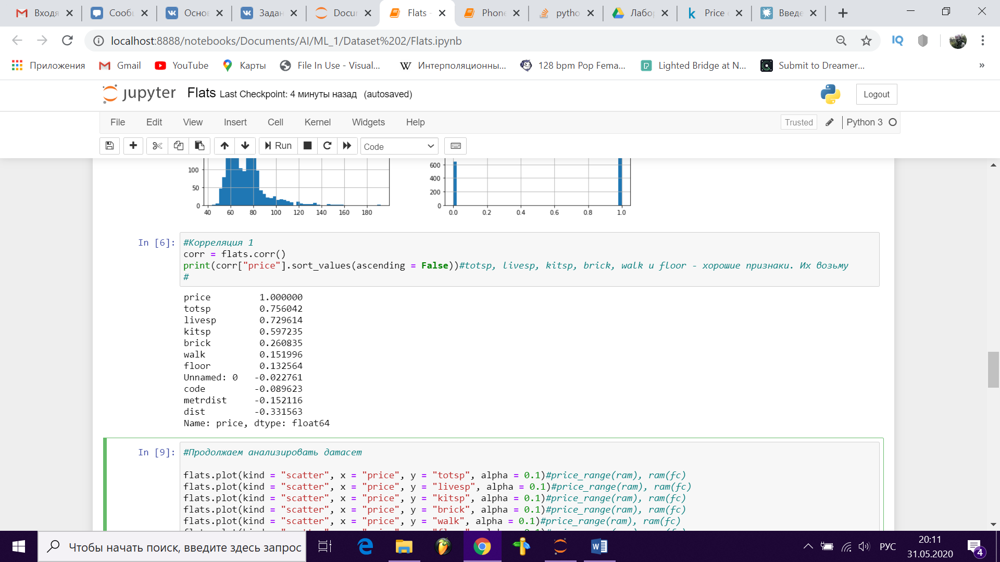 Входя Сооб Основ Задан Docur Flats - Phone pytho Лабор Price Введе
localhost:8888/notebooks/Documents/AI/ML_1/Dataset%202/Flats.ipynb
Приложения Gmail YouTube Карты File In Use - Visual... Интерполяционны... 128 bpm Pop Fema... Lighted Bridge at N... Submit to Dreamer... »
jupyter Flats Last Checkpoint: 4 минуты назад (autosaved) Logout
File Edit View Insert Cell Kernel Widgets Help Trusted Python 3
Run Code
100 50 0
40 60 80 100 120 140 160 180
600 400 200 0
0.0 0.2 0.4 0.6 0.8 1.0
In [6]: #Корреляция 1
corr = flats.corr()
print(corr["price"].sort_values(ascending = False))#totsp, livesp, kitsp, brick, walk и floor - хорошие признаки. Их возьму
#
price 1.000000
totsp 0.756042
livesp 0.729614
kitsp 0.597235
brick 0.260835
walk 0.151996
floor 0.132564
Unnamed: 0 -0.022761
code -0.089623
metrdist -0.152116
dist -0.331563
Name: price, dtype: float64
In [9]: #Продолжаем анализировать датасет
flats.plot(kind = "scatter", x = "price", y = "totsp", alpha = 0.1)#price_range(ram), ram(fc)
flats.plot(kind = "scatter", x = "price", y = "livesp", alpha = 0.1)#price_range(ram), ram(fc)
flats.plot(kind = "scatter", x = "price", y = "kitsp", alpha = 0.1)#price_range(ram), ram(fc)
flats.plot(kind = "scatter", x = "price", y = "brick", alpha = 0.1)#price_range(ram), ram(fc)
flats.plot(kind = "scatter", x = "price", y = "walk", alpha = 0.1)#price_range(ram), ram(fc)
Чтобы начать поиск, введите здесь запрос
РУС 20:11
31.05.2020 4